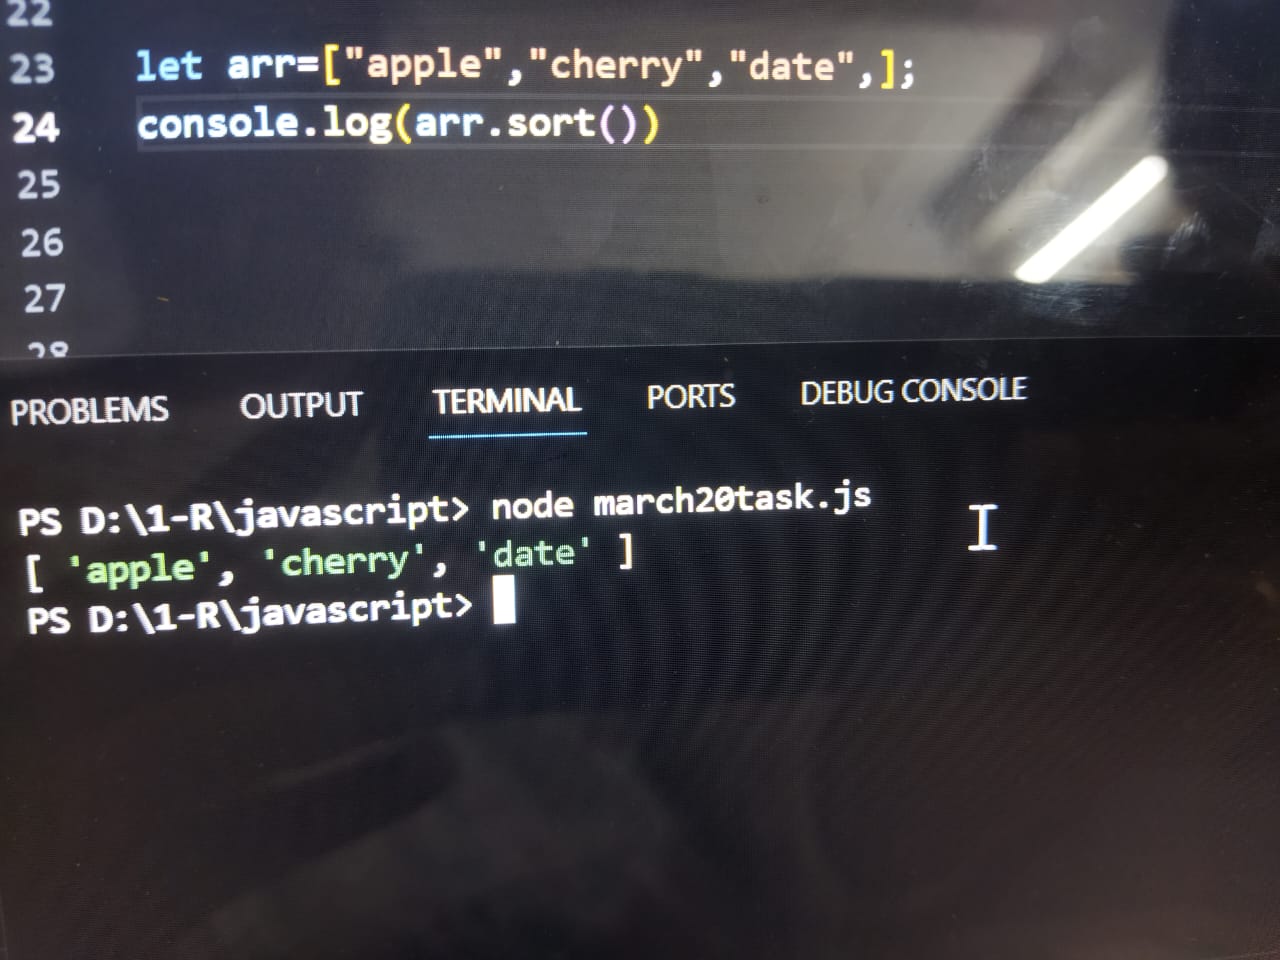 22
23 let arr=["apple","cherry","date",];
24 console.log(arr.sort())
25
26
27
28
PROBLEMS OUTPUT TERMINAL PORTS DEBUG CONSOLE
PS D:\1-R\javascript> node march20task.js
[ 'apple', 'cherry', 'date' ]
PS D:\1-R\javascript>